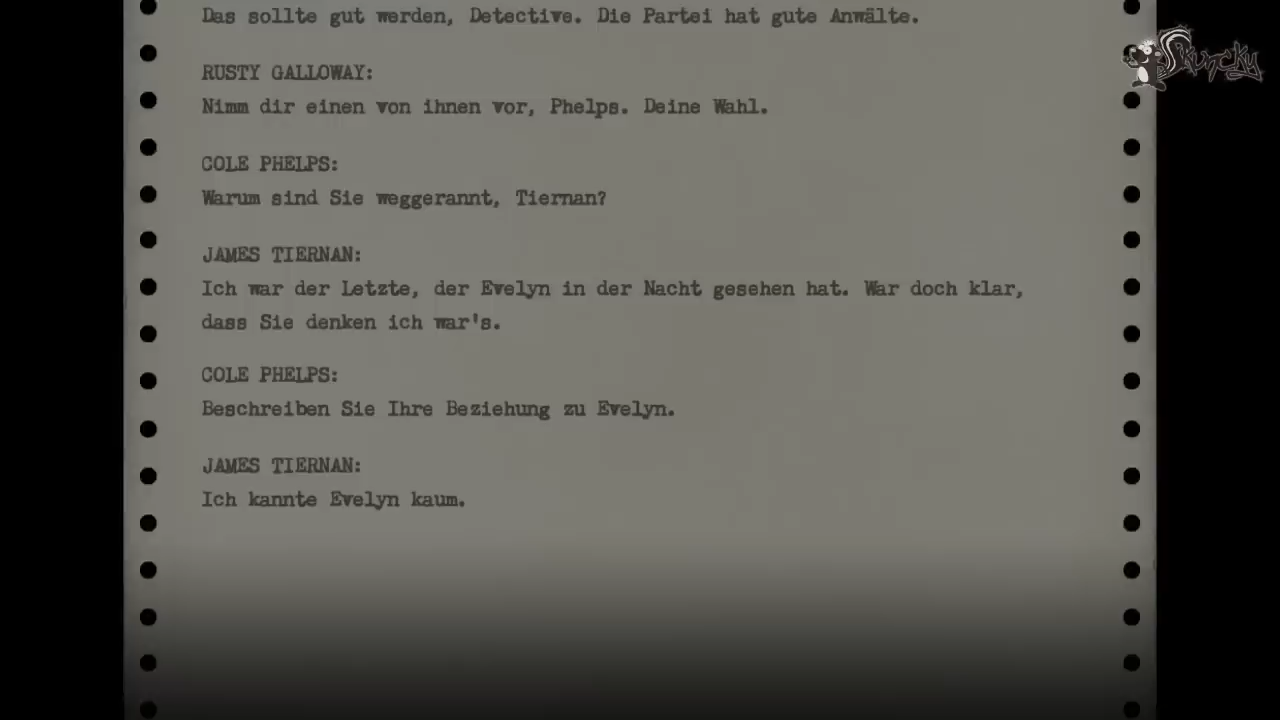 Das sollte gut werden, Detective. Die Partei hat gute Anwälte.
RUSTY GALLOWAY:
Nimm dir einen von ihnen vor, Phelps. Deine Wahl.
COLE PHELPS:
Warum sind Sie weggerannt, Tiernan?
JAMES TIERNAN:
Ich war der Letzte, der Evelyn in der Nacht gesehen hat. War doch klar,
dass Sie denken ich war's.
COLE PHELPS:
Beschreiben Sie Ihre Beziehung zu Evelyn.
JAMES TIERNAN:
Ich kannte Evelyn kaum.
Skuncky